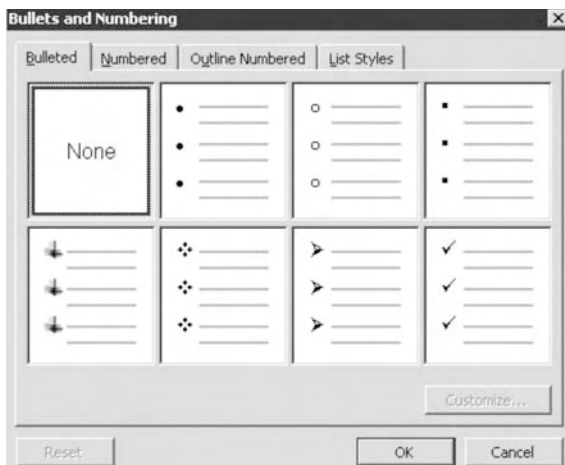 Bullets and Numbering
Bulleted Numbered Outline Numbered List Styles
None
Customize...
Reset OK Cancel